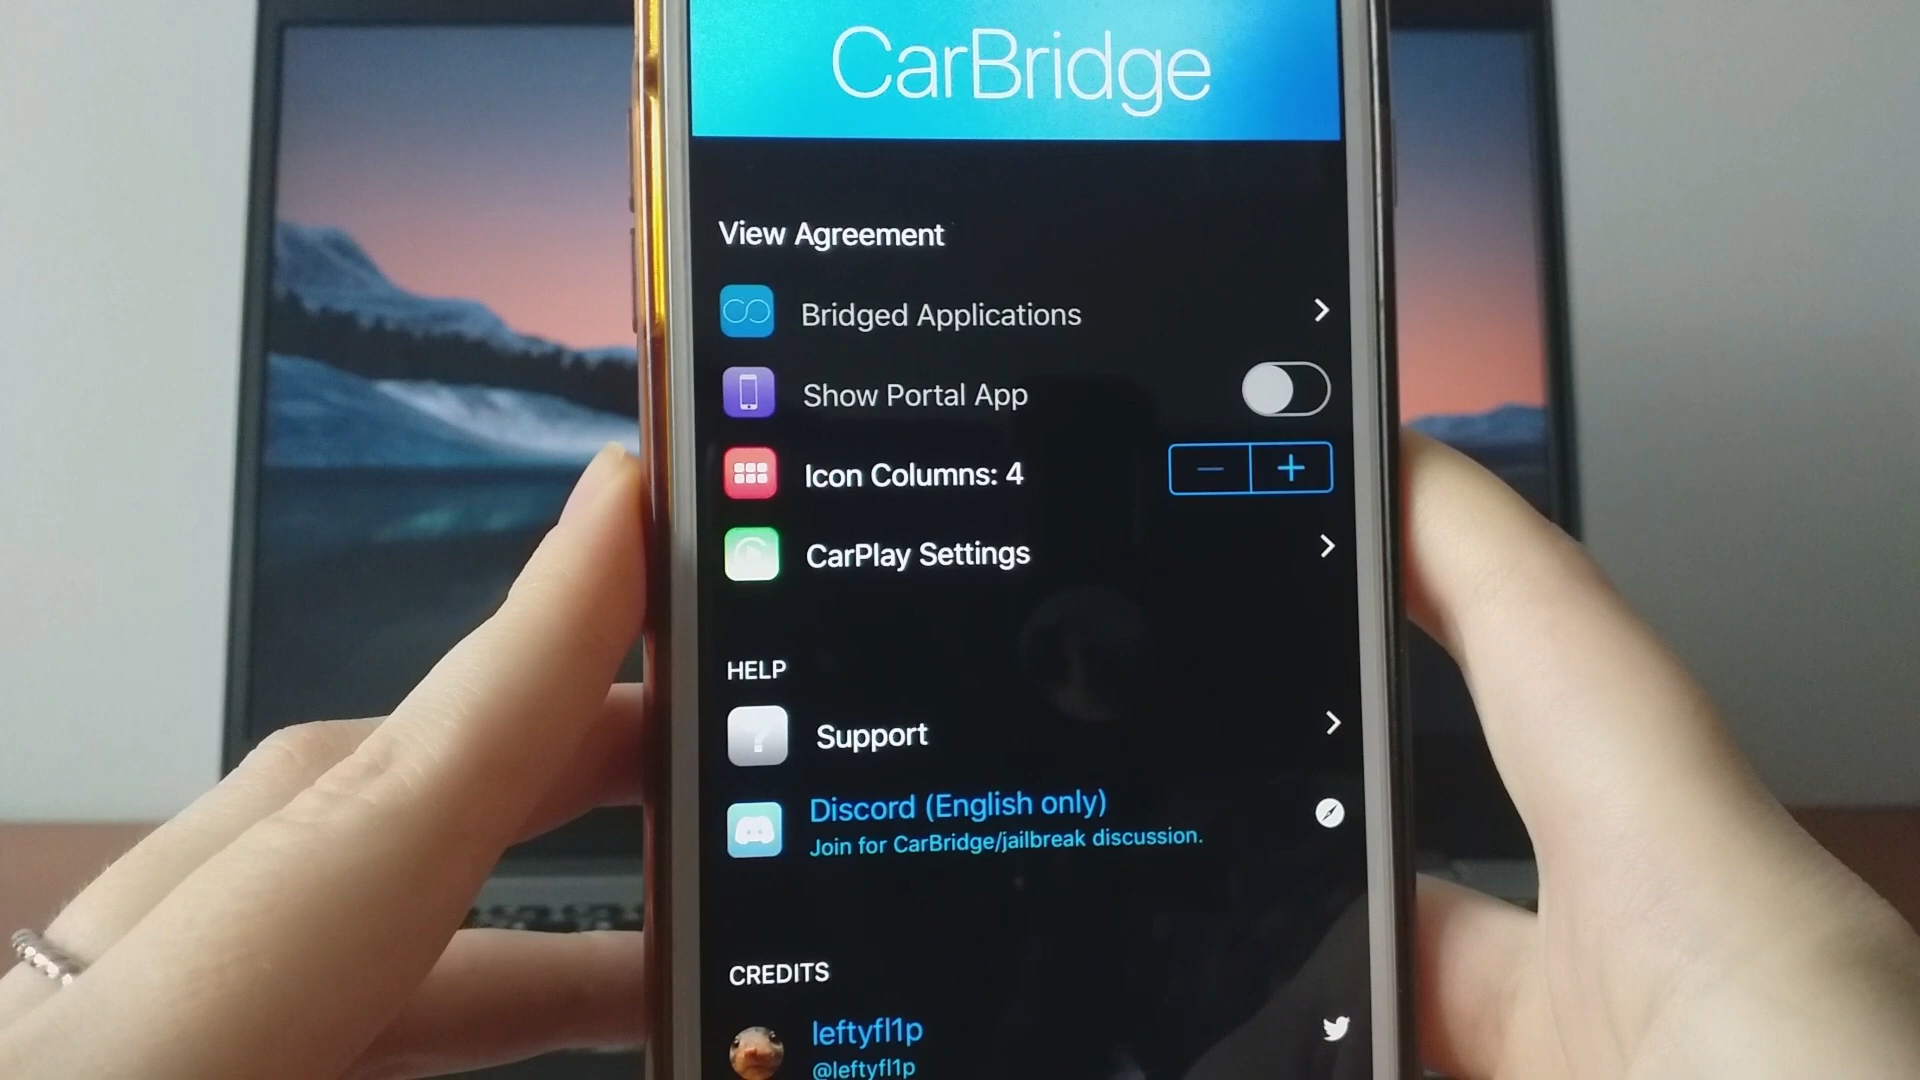 CarBridge
View Agreement
Bridged Applications
Show Portal App
Icon Columns: 4
CarPlay Settings
HELP
Support
Discord (English only)
Join for CarBridge/jailbreak discussion.
CREDITS
leftyfl1p
@leftyfl1p